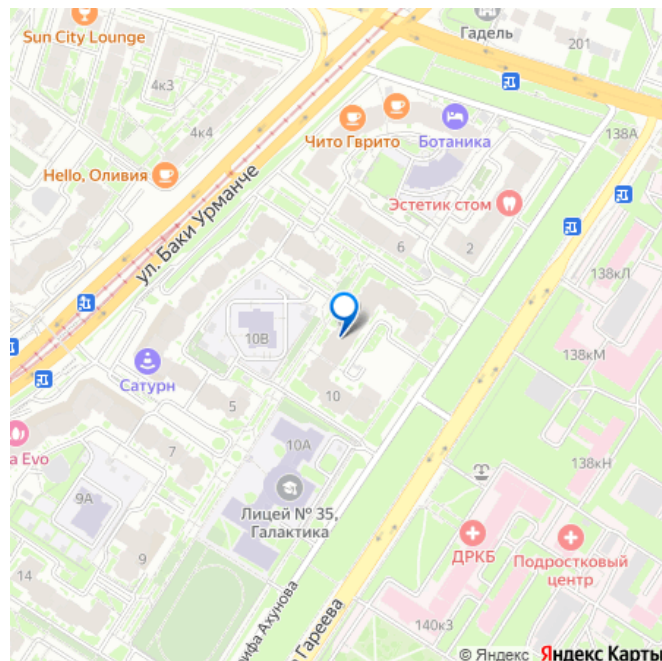 Sun City Lounge
Гадель
201
4к3
4к4
138А
Чито Гврито
Ботаника
Hello, Оливия
ул. Баки Урманче
Эстетик стом
6
2
138кЛ
10В
138кМ
Сатурн
10
5
a Evo
7
10А
138кН
9А
Лицей № 35,
Галактика
ДРКБ
Подростковый
центр
9
14
ифа Ахунова
Гареева
140к3
© Яндекс Яндекс Карты